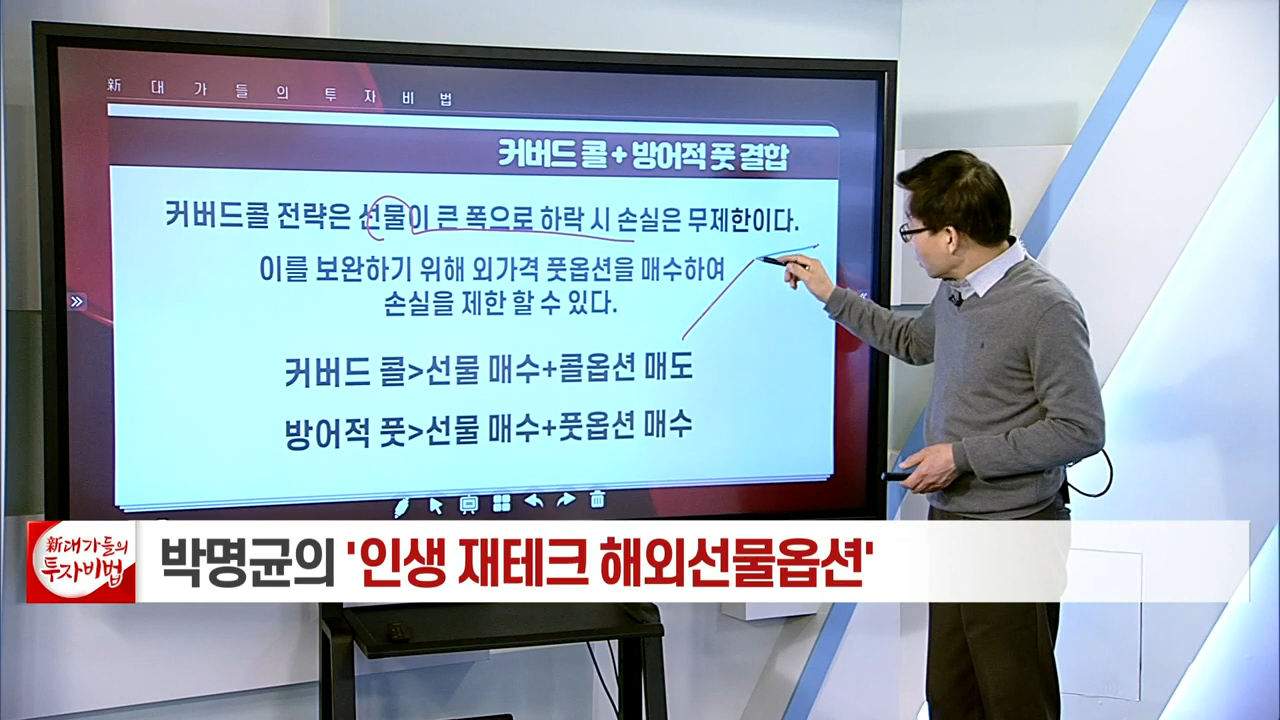 新 대 가 들 의 투 자 비 법
커버드 콜 + 방어적 풋 결합
커버드콜 전략은 선물이 큰 폭으로 하락 시 손실은 무제한이다.
이를 보완하기 위해 외가격 풋옵션을 매수하여
손실을 제한 할 수 있다.
커버드 콜>선물 매수+콜옵션 매도
방어적 풋>선물 매수+풋옵션 매수
新대가들의
투자비법
박명균의 '인생 재테크 해외선물옵션'